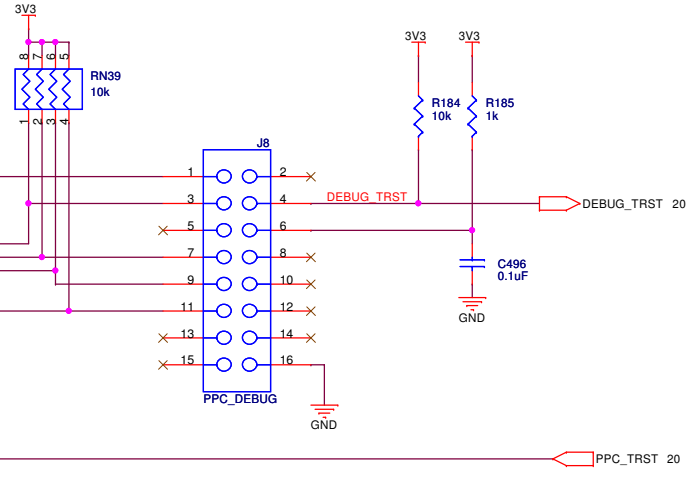 3V3
3V3
3V3
8 7 6 5
RN39
10k
1 2 3 4
R184
10k
R185
1k
J8
1 2
3 4 DEBUG_TRST
DEBUG_TRST 20
5 6
7 8
9 10
C496
0.1uF
11 12
GND
13 14
15 16
PPC_DEBUG
GND
PPC_TRST 20